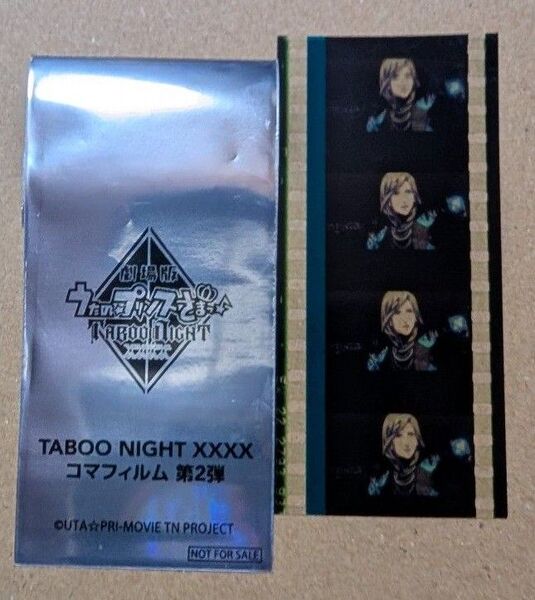 劇場版
うたの☆プリンスさまっ♪
TABOO NIGHT
XXXX
TABOO NIGHT XXXX
コマフィルム 第2弾
©UTA☆PRI-MOVIE TN PROJECT
NOT FOR SALE